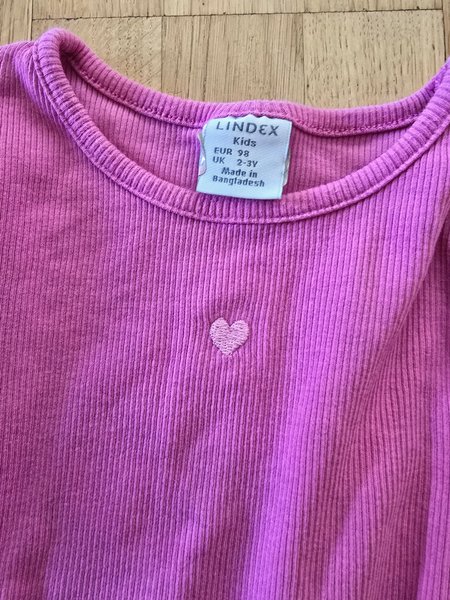 LINDEX
Kids
EUR 98
UK 2-3Y
Made in
Bangladesh